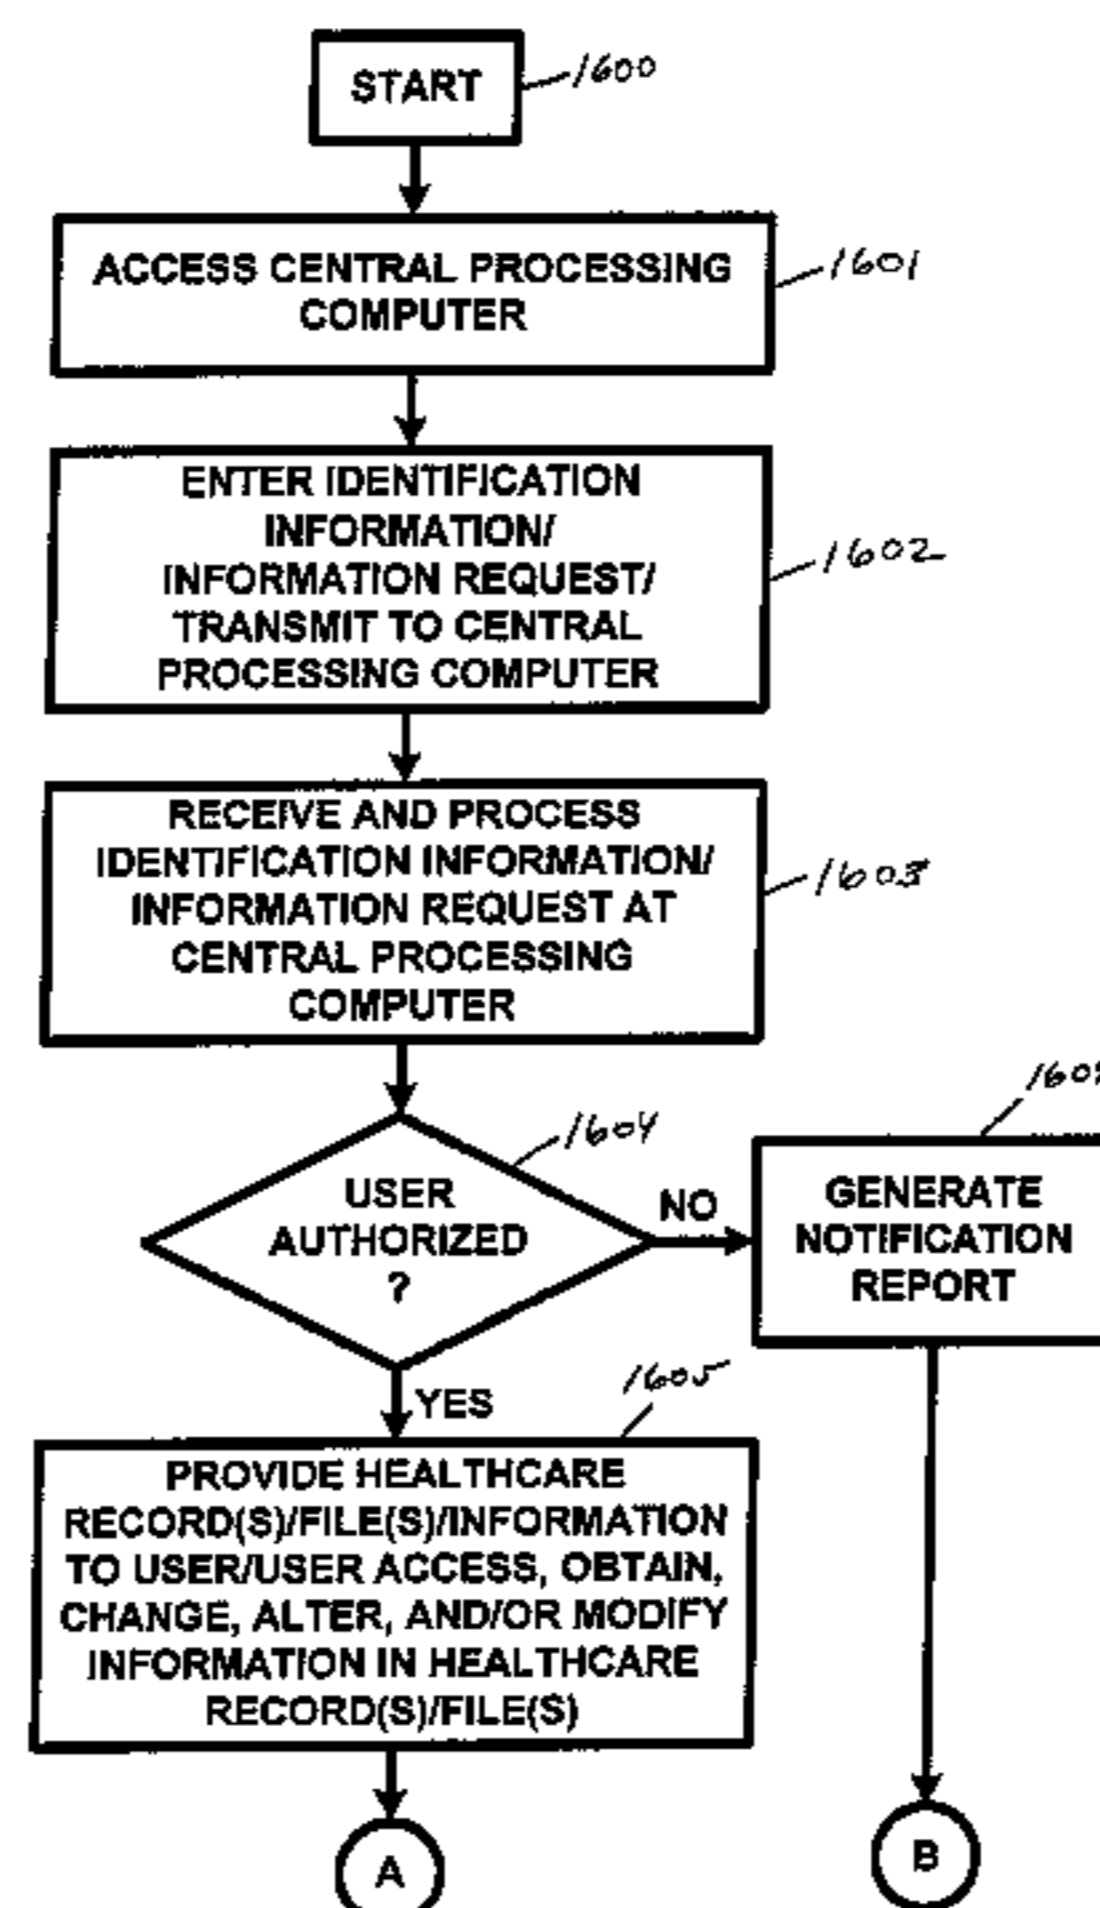 START
1600
ACCESS CENTRAL PROCESSING
COMPUTER
1601
ENTER IDENTIFICATION
INFORMATION/
INFORMATION REQUEST/
TRANSMIT TO CENTRAL
PROCESSING COMPUTER
1602
RECEIVE AND PROCESS
IDENTIFICATION INFORMATION/
INFORMATION REQUEST AT
CENTRAL PROCESSING
COMPUTER
1603
USER
AUTHORIZED
?
1604
NO
GENERATE
NOTIFICATION
REPORT
YES
1605
PROVIDE HEALTHCARE
RECORD(S)/FILE(S)/INFORMATION
TO USER/USER ACCESS, OBTAIN,
CHANGE, ALTER, AND/OR MODIFY
INFORMATION IN HEALTHCARE
RECORD(S)/FILE(S)
A
B